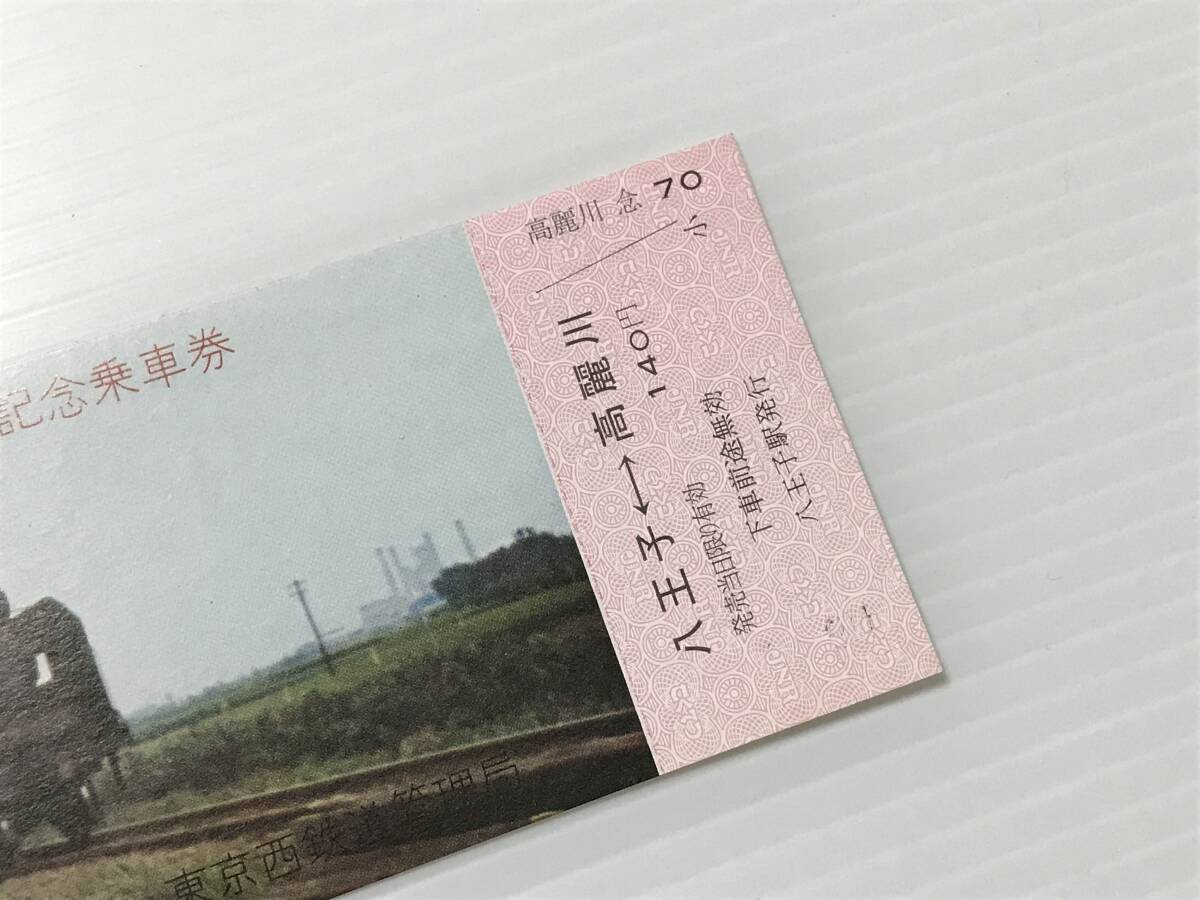 記念乗車券
東京西鉄道管理局
高麗川 念 70
小
八王子↔高麗川
140円
発売当日限り有効
下車前途無効
八王子駅発行
JNR